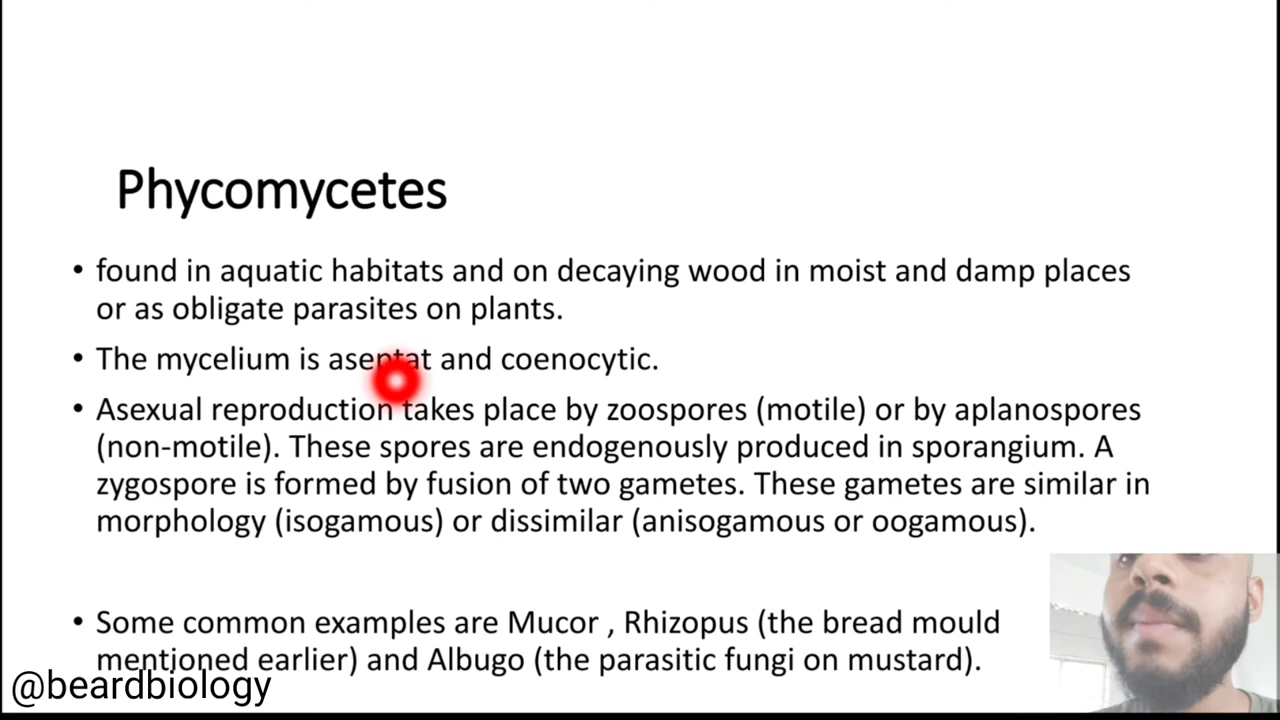 Phycomycetes
• found in aquatic habitats and on decaying wood in moist and damp places
or as obligate parasites on plants.
• The mycelium is aseptat and coenocytic.
• Asexual reproduction takes place by zoospores (motile) or by aplanospores
(non-motile). These spores are endogenously produced in sporangium. A
zygospore is formed by fusion of two gametes. These gametes are similar in
morphology (isogamous) or dissimilar (anisogamous or oogamous).
• Some common examples are Mucor , Rhizopus (the bread mould
mentioned earlier) and Albugo (the parasitic fungi on mustard).
@beardbiology